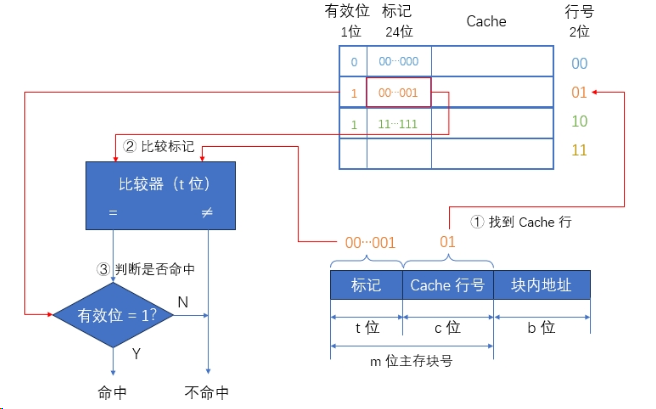 有效位 标记 Cache 行号
1位 24位 2位
0 00···000 00
1 00···001 01
1 11···111 10
11
② 比较标记
比较器（t 位）
= ≠
① 找到 Cache 行
00···001 01
③ 判断是否命中
标记 Cache 行号 块内地址
有效位 = 1? N
t 位 c 位 b 位
Y
m 位主存块号
命中 不命中